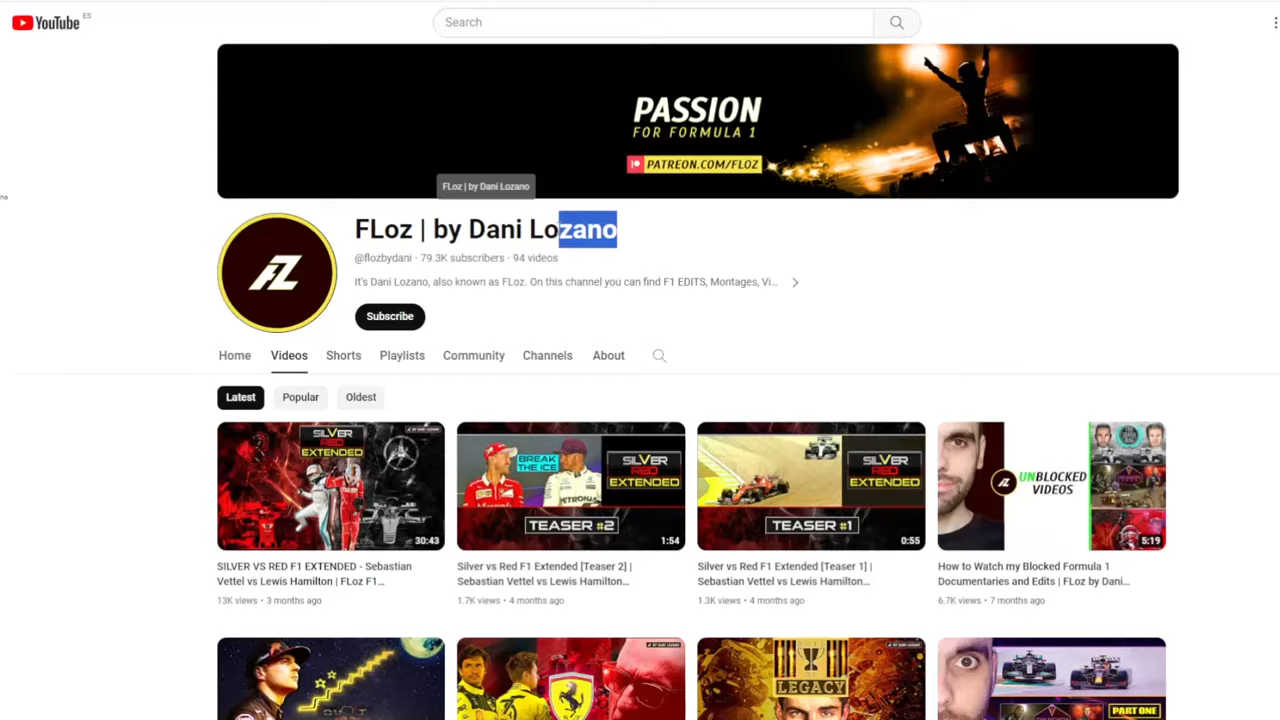 YouTube ES
Search
PASSION
FOR FORMULA 1
PATREON.COM/FLOZ
FLoz | by Dani Lozano
FLoz | by Dani Lozano
@flozbydani · 79.3K subscribers · 94 videos
It's Dani Lozano, also known as FLoz. On this channel you can find F1 EDITS, Montages, Vi...
Subscribe
Home Videos Shorts Playlists Community Channels About
Latest Popular Oldest
SILVER
RED
EXTENDED
30:43
BREAK
THE ICE
SILVER
RED
EXTENDED
PETRONAS
TEASER #2
1:54
SILVER
RED
EXTENDED
TEASER #1
0:55
UNBLOCKED
VIDEOS
5:19
SILVER VS RED F1 EXTENDED - Sebastian
Vettel vs Lewis Hamilton | FLoz F1...
13K views • 3 months ago
Silver vs Red F1 Extended [Teaser 2] |
Sebastian Vettel vs Lewis Hamilton...
1.7K views • 4 months ago
Silver vs Red F1 Extended [Teaser 1] |
Sebastian Vettel vs Lewis Hamilton...
1.3K views • 4 months ago
How to Watch my Blocked Formula 1
Documentaries and Edits | FLoz by Dani...
6.7K views • 7 months ago
BY DANI LOZANO
LEGACY
BY DANI LOZANO
PART ONE